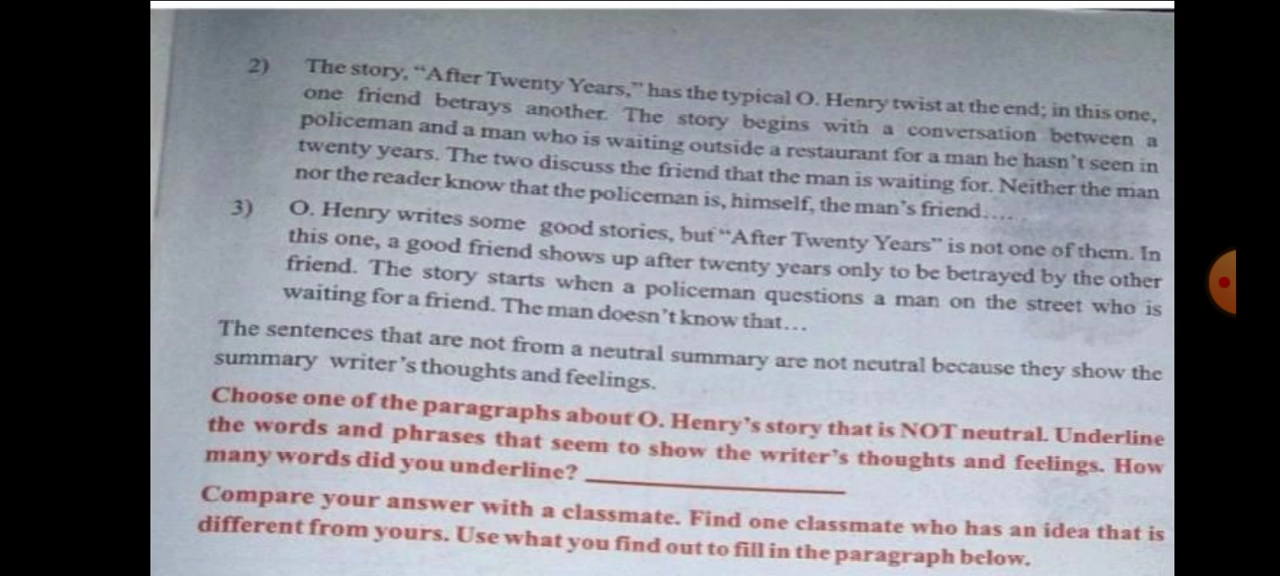 2) The story, “After Twenty Years,” has the typical O. Henry twist at the end; in this one,
one friend betrays another. The story begins with a conversation between a
policeman and a man who is waiting outside a restaurant for a man he hasn’t seen in
twenty years. The two discuss the friend that the man is waiting for. Neither the man
nor the reader know that the policeman is, himself, the man’s friend....
3) O. Henry writes some good stories, but “After Twenty Years” is not one of them. In
this one, a good friend shows up after twenty years only to be betrayed by the other
friend. The story starts when a policeman questions a man on the street who is
waiting for a friend. The man doesn’t know that...
The sentences that are not from a neutral summary are not neutral because they show the
summary writer’s thoughts and feelings.
Choose one of the paragraphs about O. Henry’s story that is NOT neutral. Underline
the words and phrases that seem to show the writer’s thoughts and feelings. How
many words did you underline?
Compare your answer with a classmate. Find one classmate who has an idea that is
different from yours. Use what you find out to fill in the paragraph below.